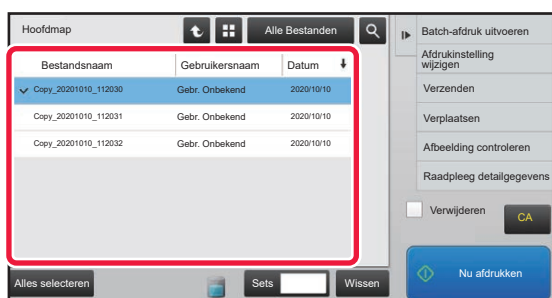 Hoofdmap
Alle Bestanden
Bestandsnaam Gebruikersnaam Datum
Copy_20201010_112030 Gebr. Onbekend 2020/10/10
Copy_20201010_112031 Gebr. Onbekend 2020/10/10
Copy_20201010_112032 Gebr. Onbekend 2020/10/10
Alles selecteren
Sets
Wissen
Batch-afdruk uitvoeren
Afdrukinstelling
wijzigen
Verzenden
Verplaatsen
Afbeelding controleren
Raadpleeg detailgegevens
Verwijderen
CA
Nu afdrukken